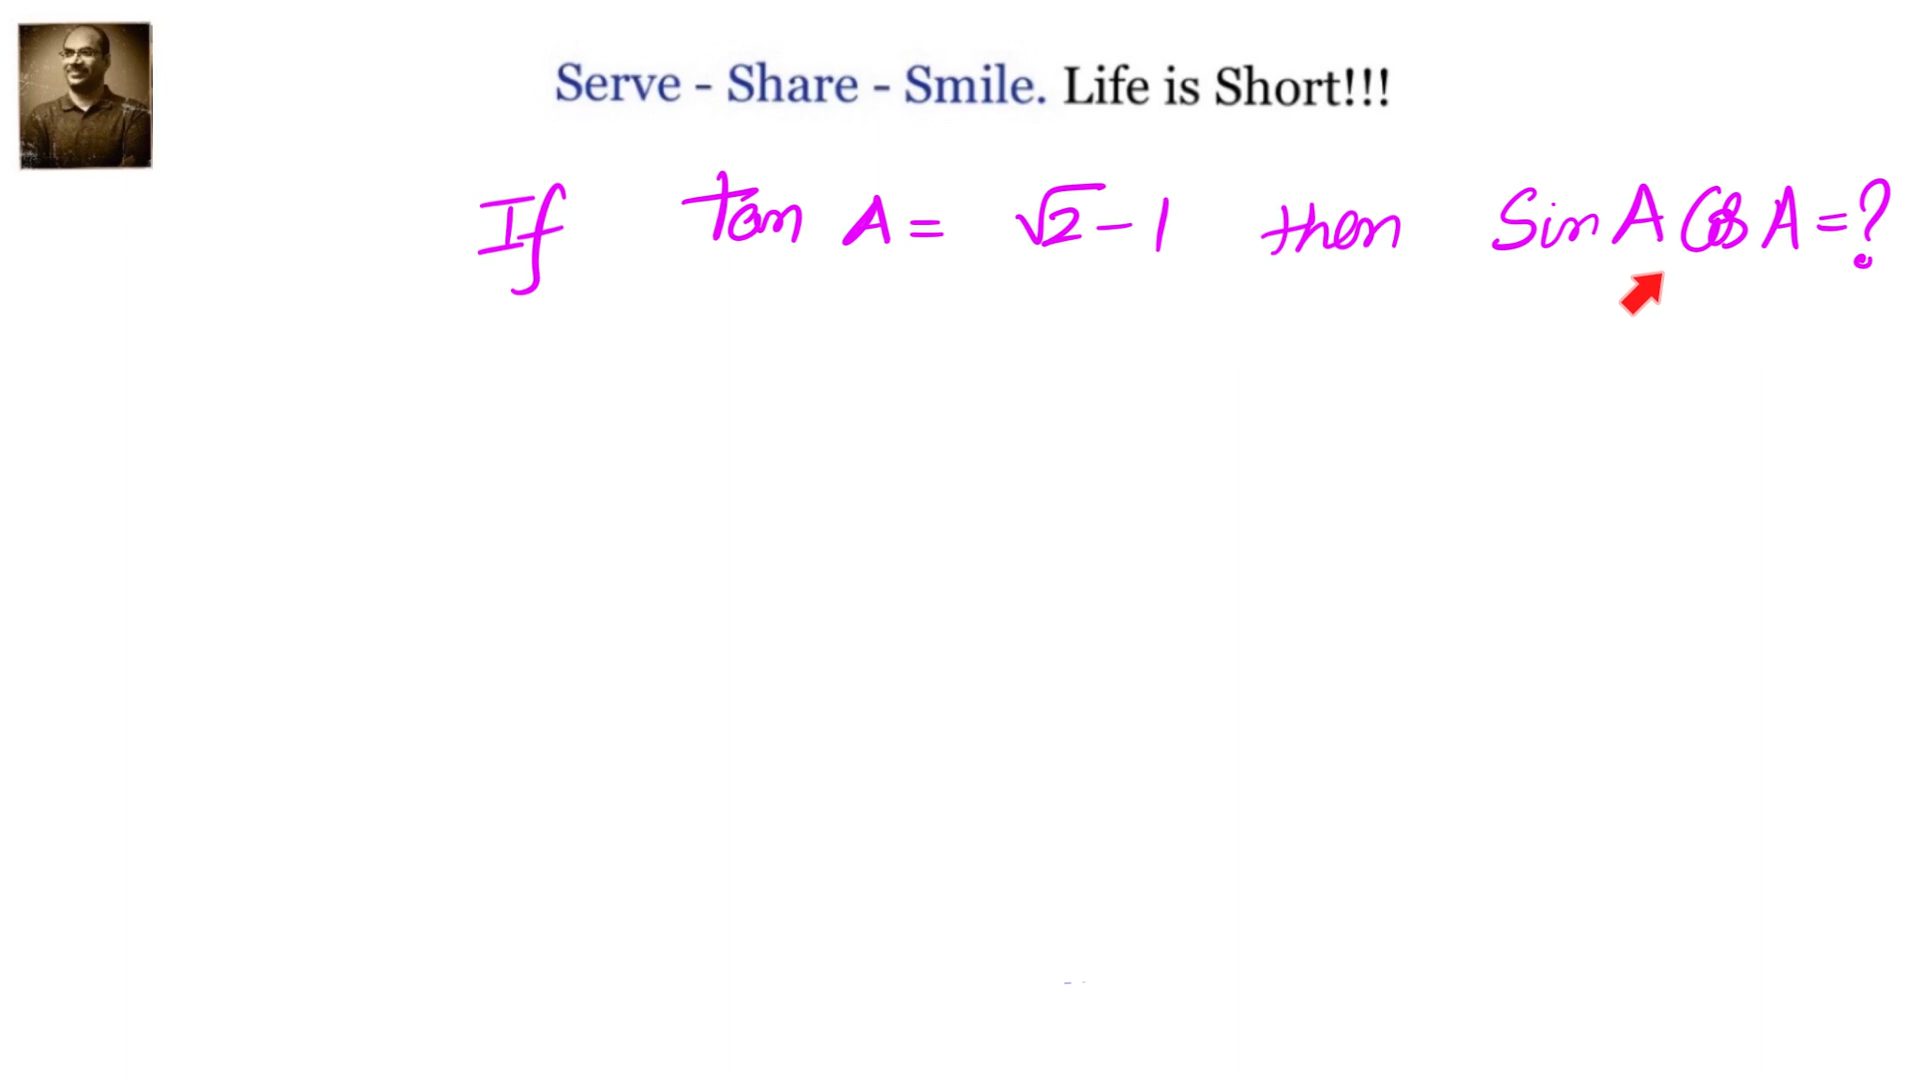 Serve - Share - Smile. Life is Short!!!
If tan A = √2 - 1 then Sin A Cos A = ?